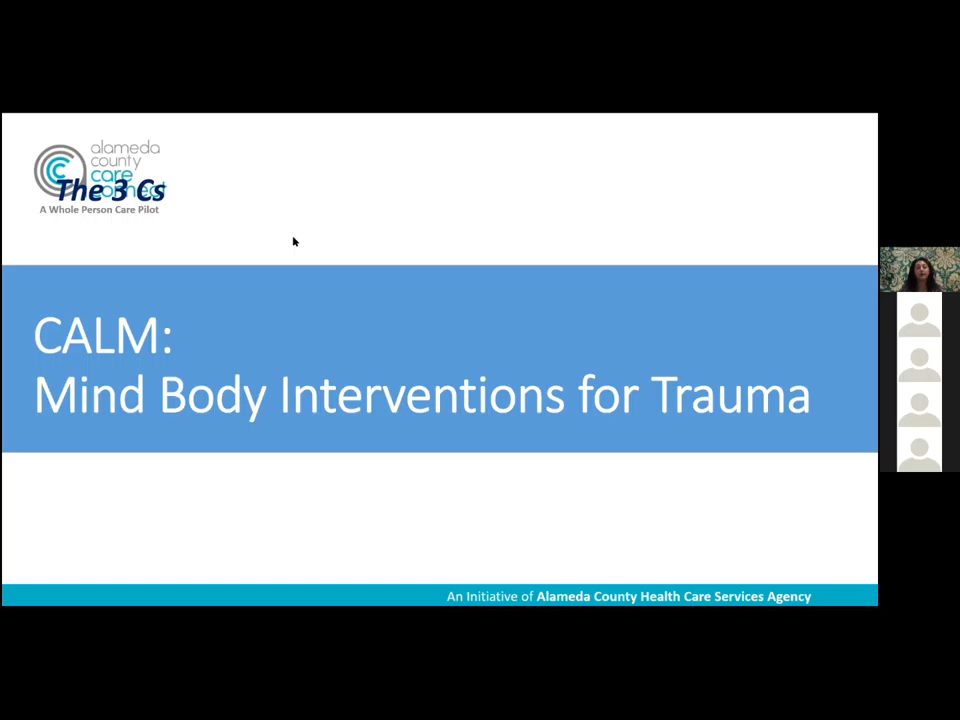 alameda
county
care
connect
The 3 Cs
A Whole Person Care Pilot
CALM:
Mind Body Interventions for Trauma
An Initiative of Alameda County Health Care Services Agency